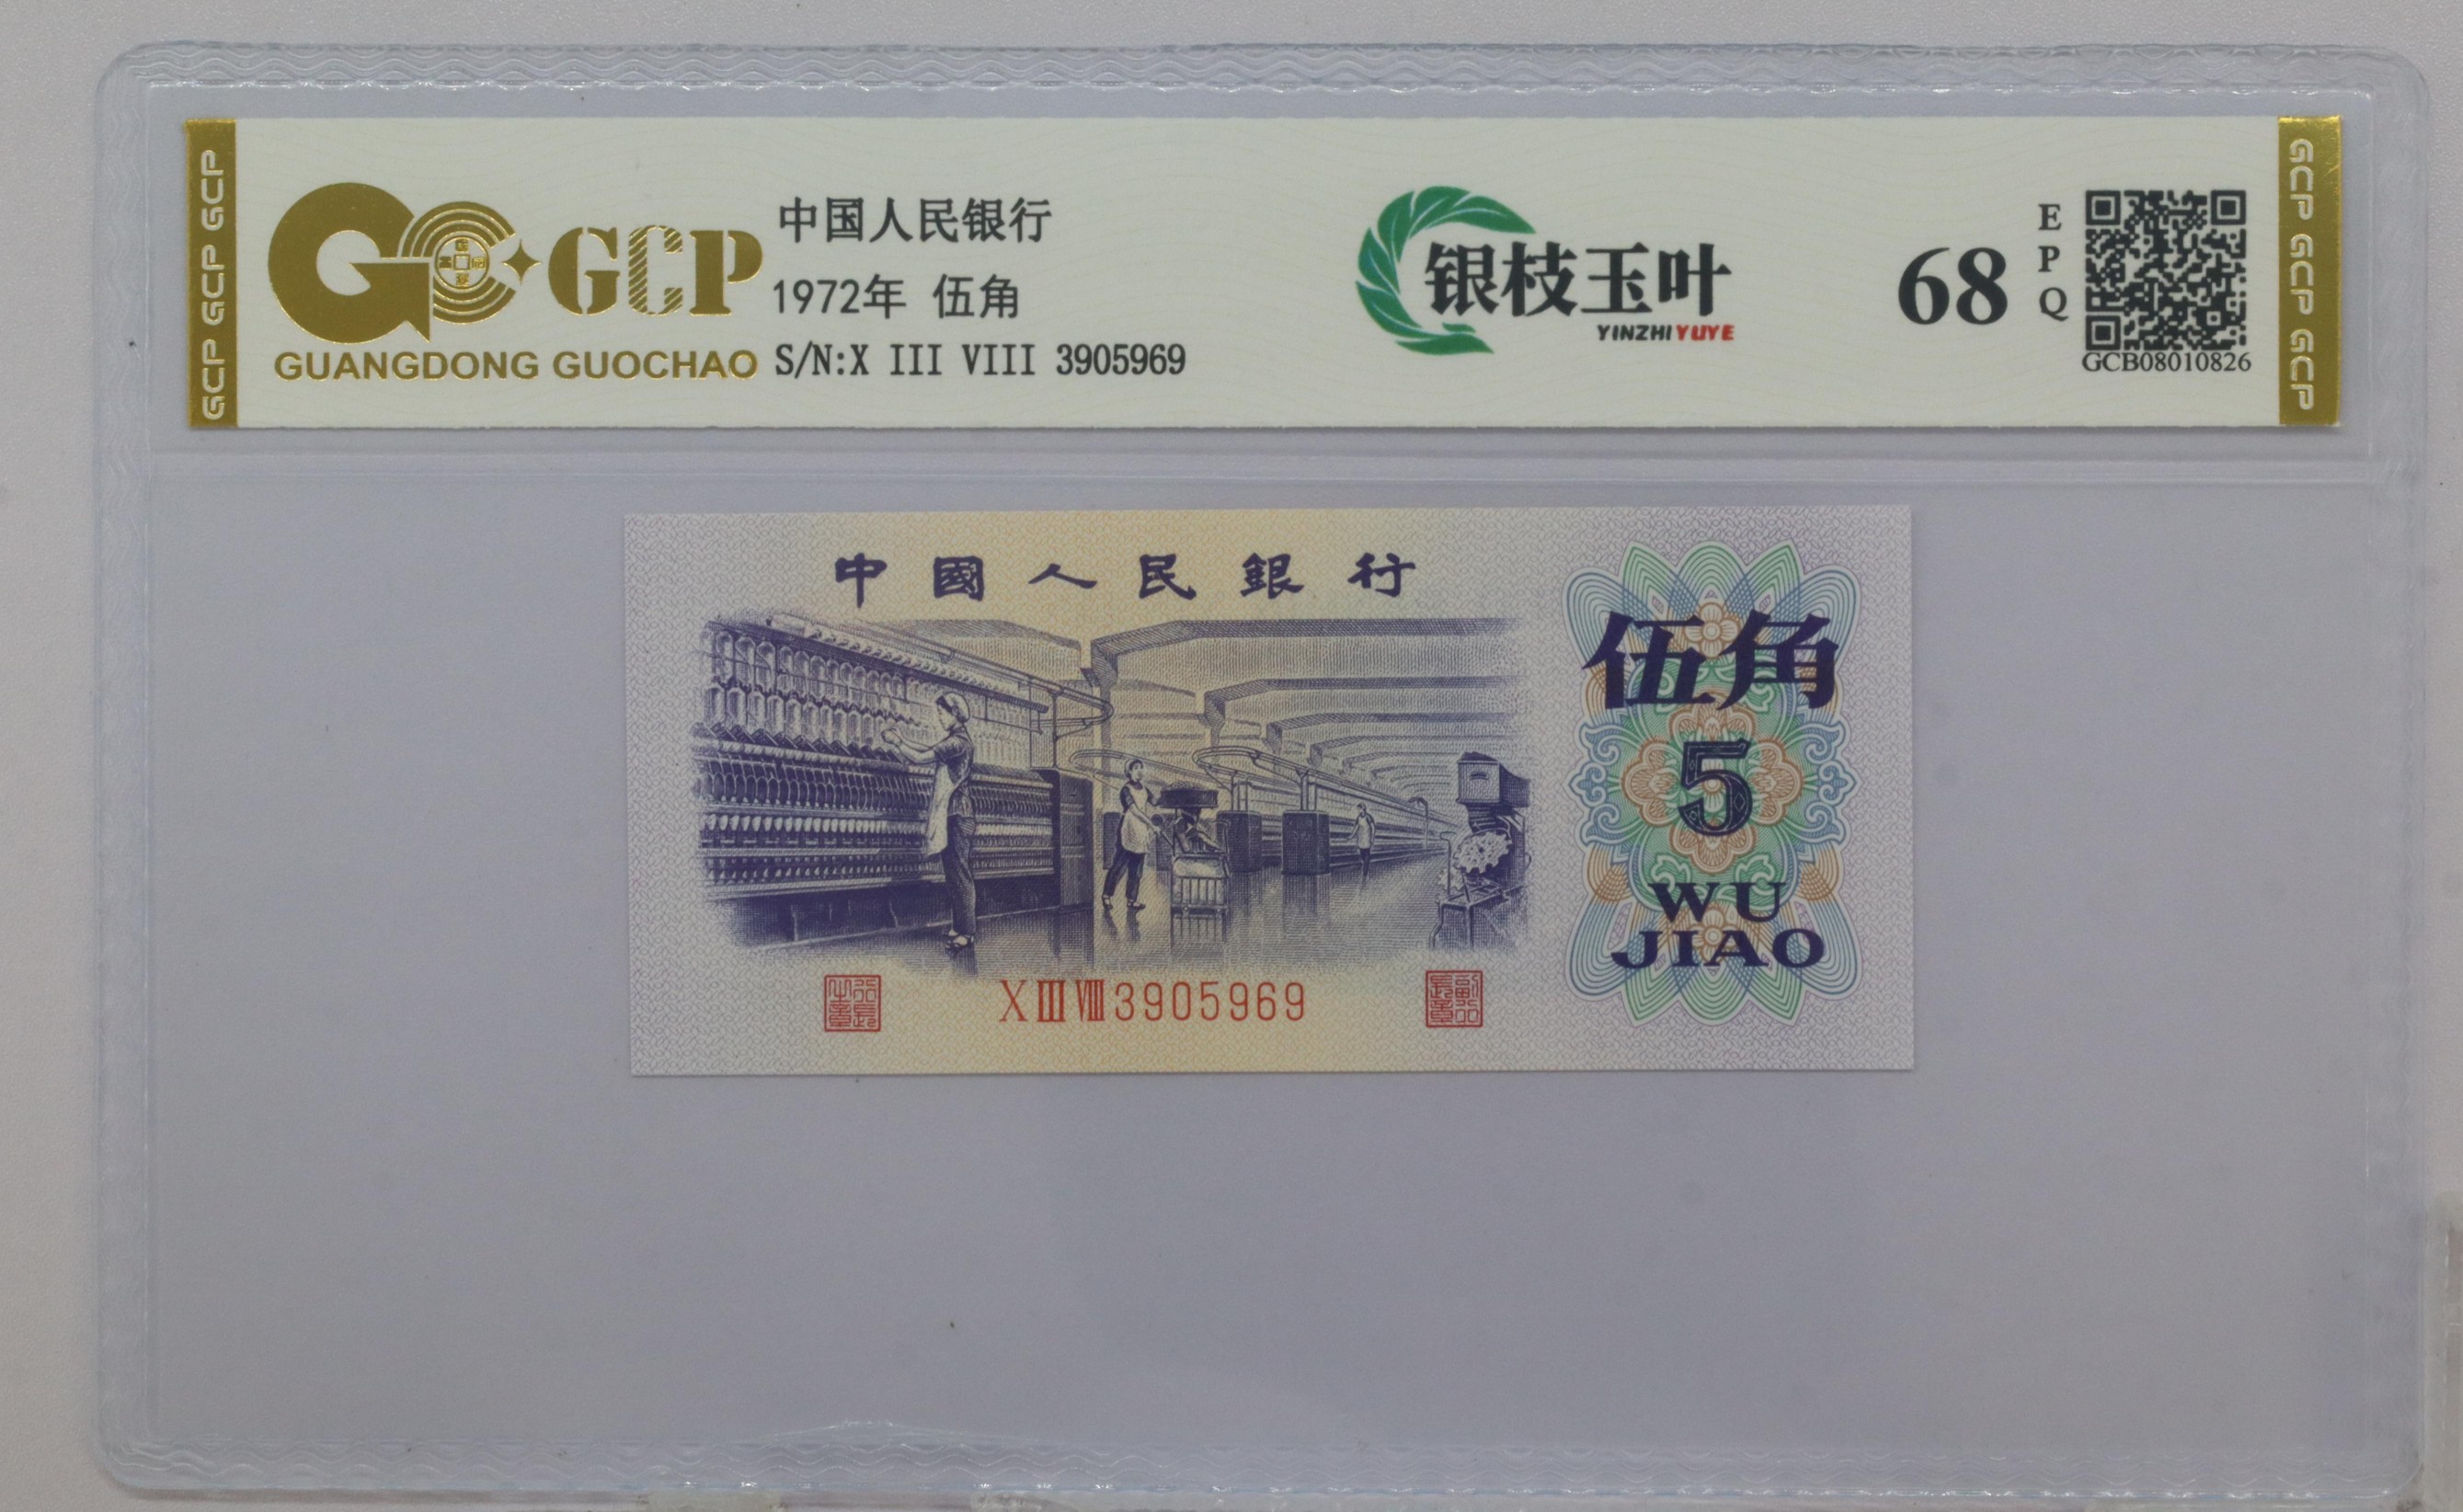 GCP GCP GCP
GCP
GUANGDONG GUOCHAO
中国人民银行
1972年 伍角
S/N:X III VIII 3905969
银枝玉叶
YINZHIYUYE
68
EPQ
GCB08010826
GCP GCP GCP
中國人民銀行
伍角
5
WU
JIAO
X III VIII 3905969